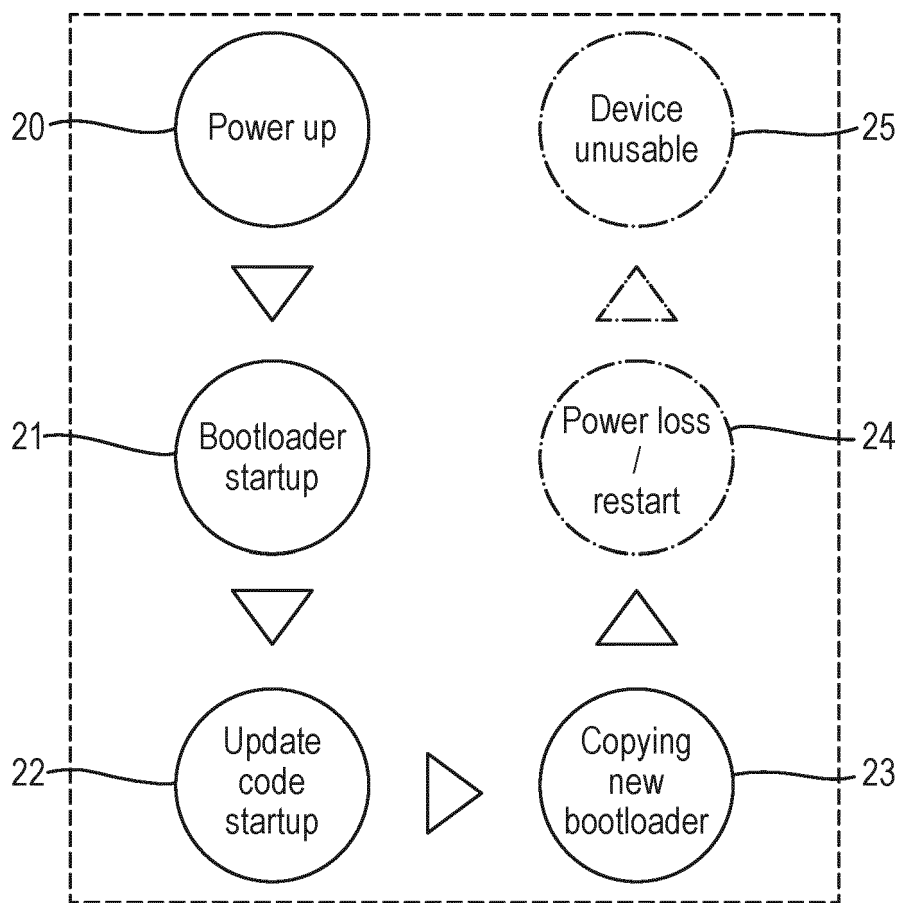 20
Power up
Device
unusable
25
21
Bootloader
startup
Power loss
/
restart
24
22
Update
code
startup
Copying
new
bootloader
23